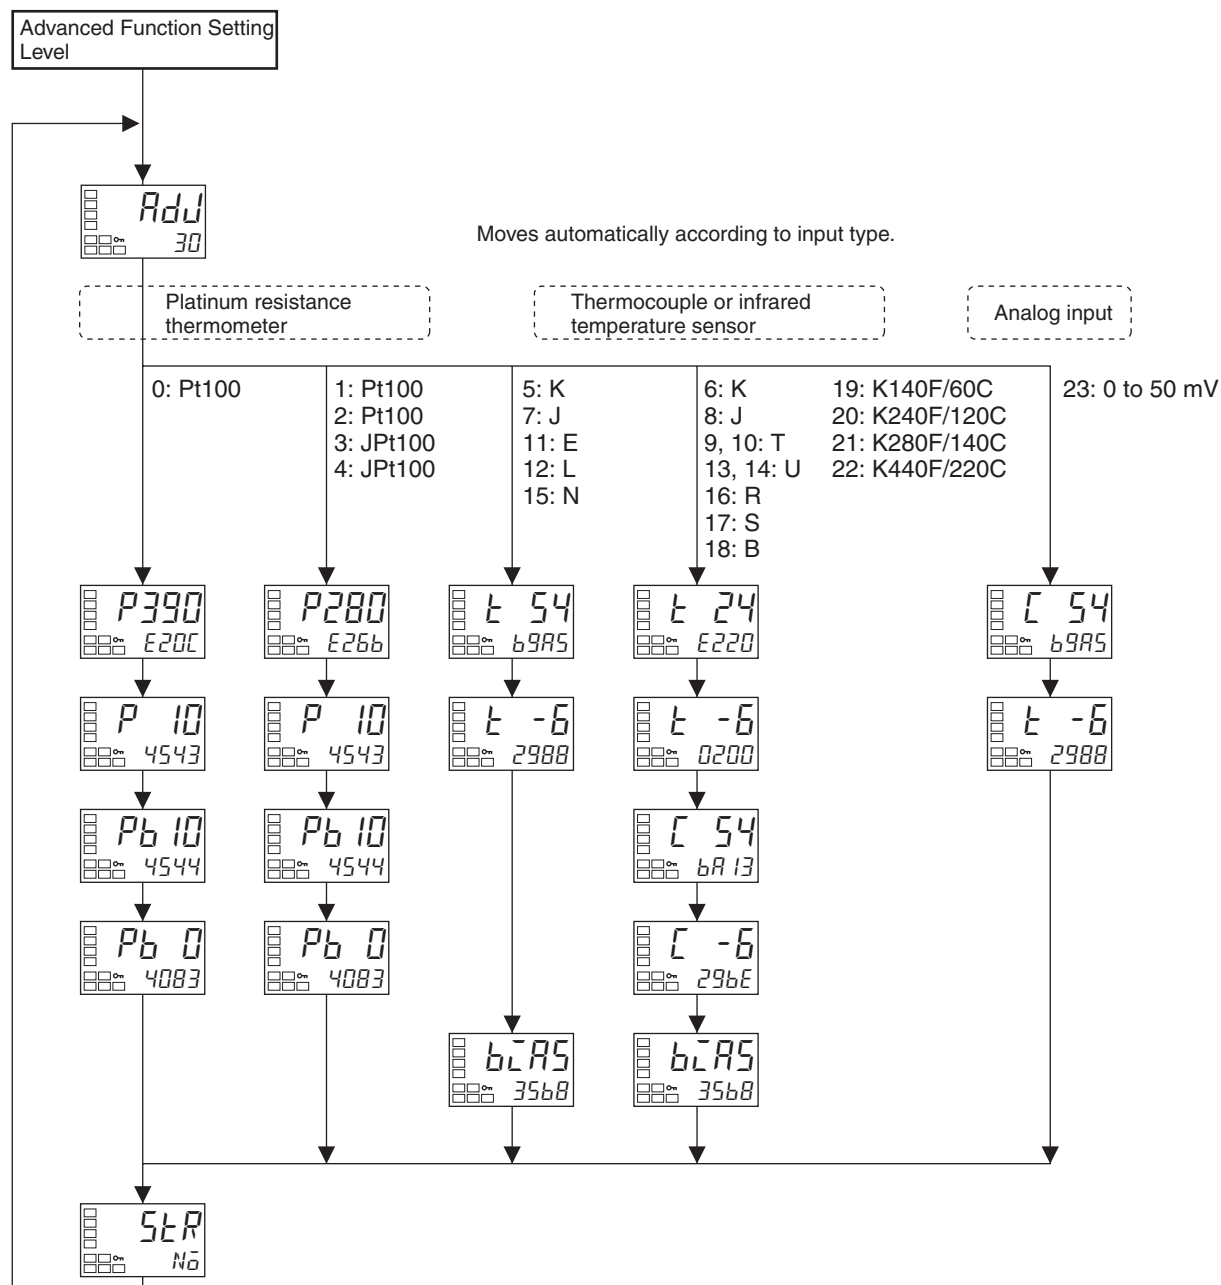 Advanced Function Setting
Level
AdJ
30
Moves automatically according to input type.
Platinum resistance
thermometer
Thermocouple or infrared
temperature sensor
Analog input
0: Pt100
1: Pt100
2: Pt100
3: JPt100
4: JPt100
5: K
7: J
11: E
12: L
15: N
6: K
8: J
9, 10: T
13, 14: U
16: R
17: S
18: B
19: K140F/60C
20: K240F/120C
21: K280F/140C
22: K440F/220C
23: 0 to 50 mV
P390
E20C
P280
E26b
t 54
b9A5
t 24
E220
C 54
b9A5
P 10
4543
P 10
4543
t -6
2988
t -6
0200
t -6
2988
Pb 10
4544
Pb 10
4544
C 54
bA13
Pb 0
4083
Pb 0
4083
C -6
29bE
biAS
35b8
biAS
35b8
StR
No